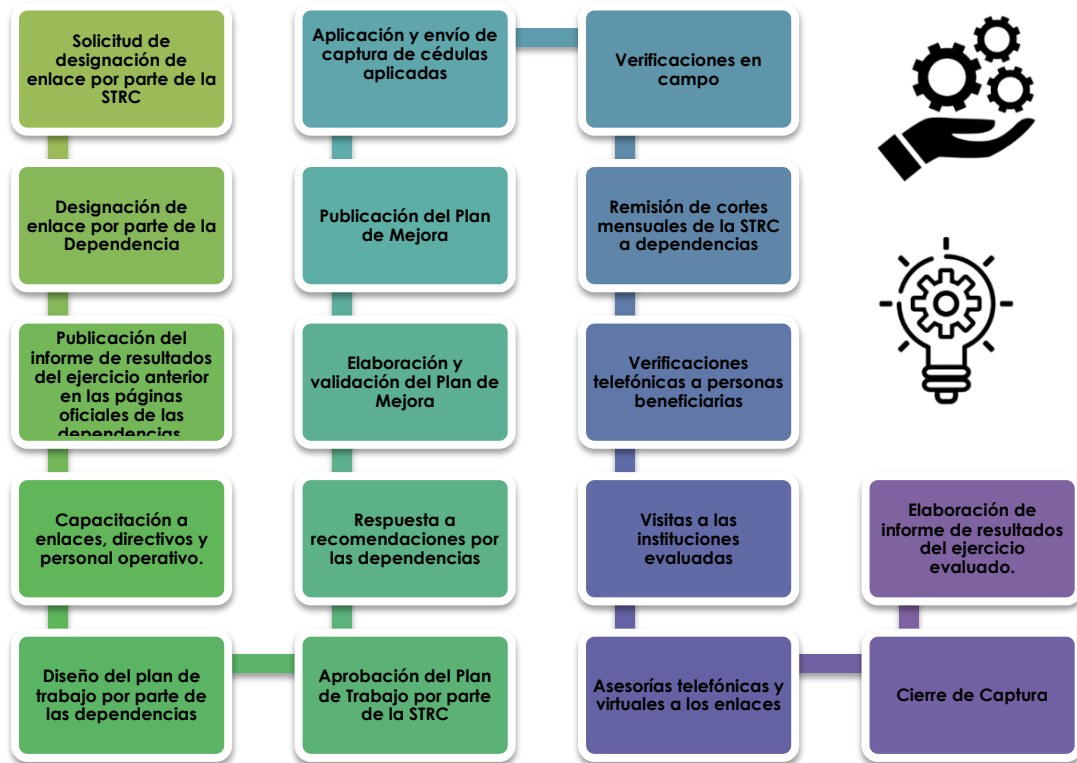 Solicitud de
designación de
enlace por parte de la
STRC
Designación de
enlace por parte de la
Dependencia
Publicación del
informe de resultados
del ejercicio anterior
en las páginas
oficiales de las
dependencias
Capacitación a
enlaces, directivos y
personal operativo.
Diseño del plan de
trabajo por parte de
las dependencias
Aprobación del Plan
de Trabajo por parte
de la STRC
Respuesta a
recomendaciones por
las dependencias
Elaboración y
validación del Plan de
Mejora
Publicación del Plan
de Mejora
Aplicación y envío de
captura de cédulas
aplicadas
Verificaciones en
campo
Remisión de cortes
mensuales de la STRC
a dependencias
Verificaciones
telefónicas a personas
beneficiarias
Visitas a las
instituciones
evaluadas
Asesorías telefónicas y
virtuales a los enlaces
Cierre de Captura
Elaboración de
informe de resultados
del ejercicio
evaluado.